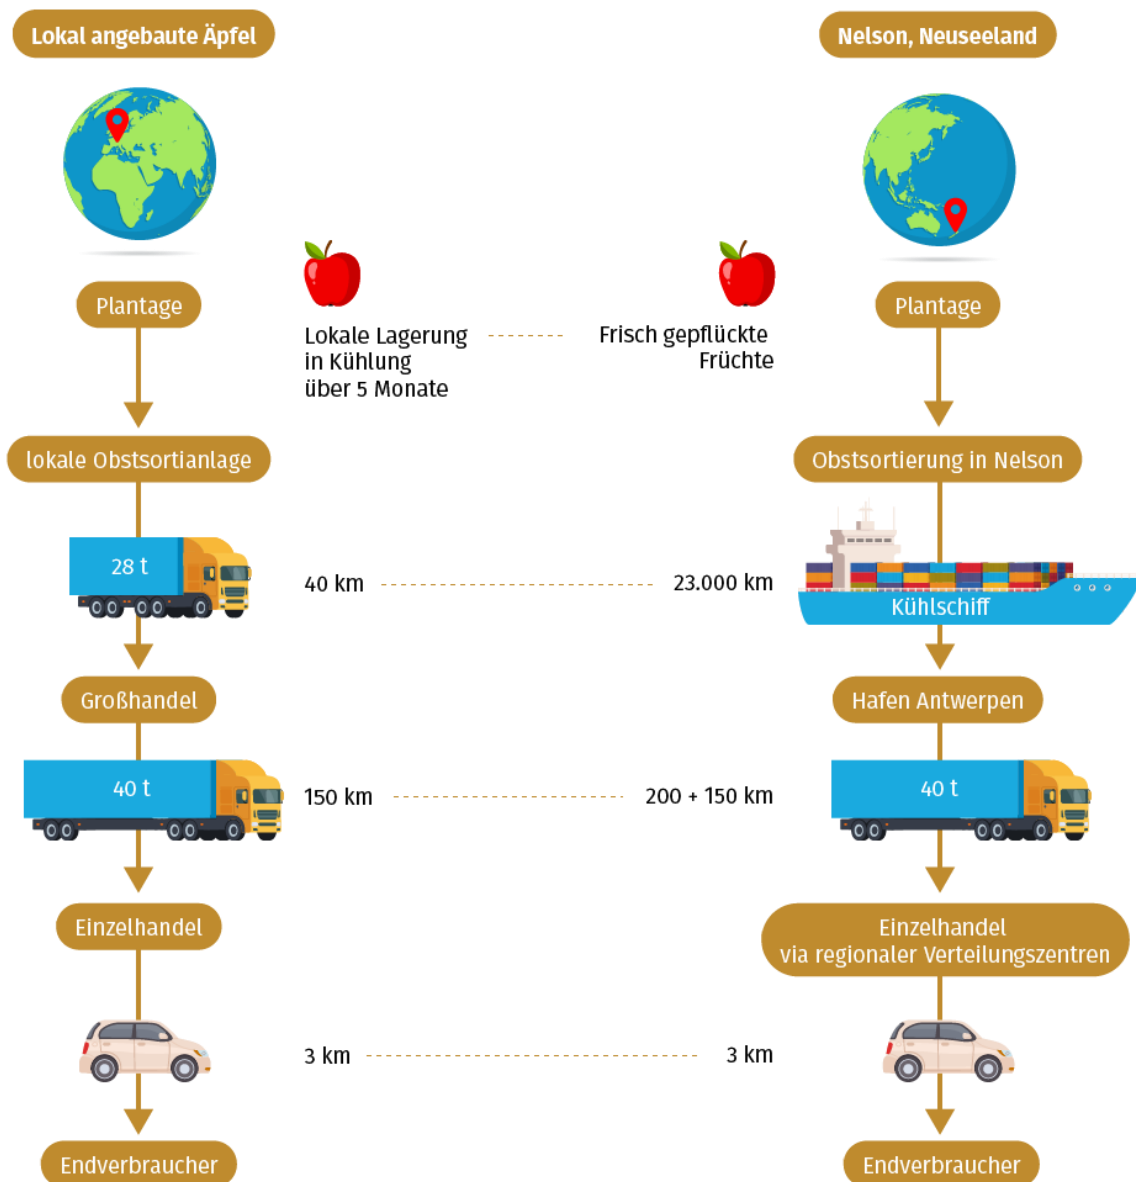 Lokal angebaute Äpfel
Nelson, Neuseeland
Plantage
Plantage
Lokale Lagerung
in Kühlung
über 5 Monate
Frisch gepflückte
Früchte
lokale Obstsortianlage
Obstsortierung in Nelson
28 t
40 km
23.000 km
Kühlschiff
Großhandel
Hafen Antwerpen
40 t
150 km
200 + 150 km
40 t
Einzelhandel
Einzelhandel
via regionaler Verteilungszentren
3 km
3 km
Endverbraucher
Endverbraucher